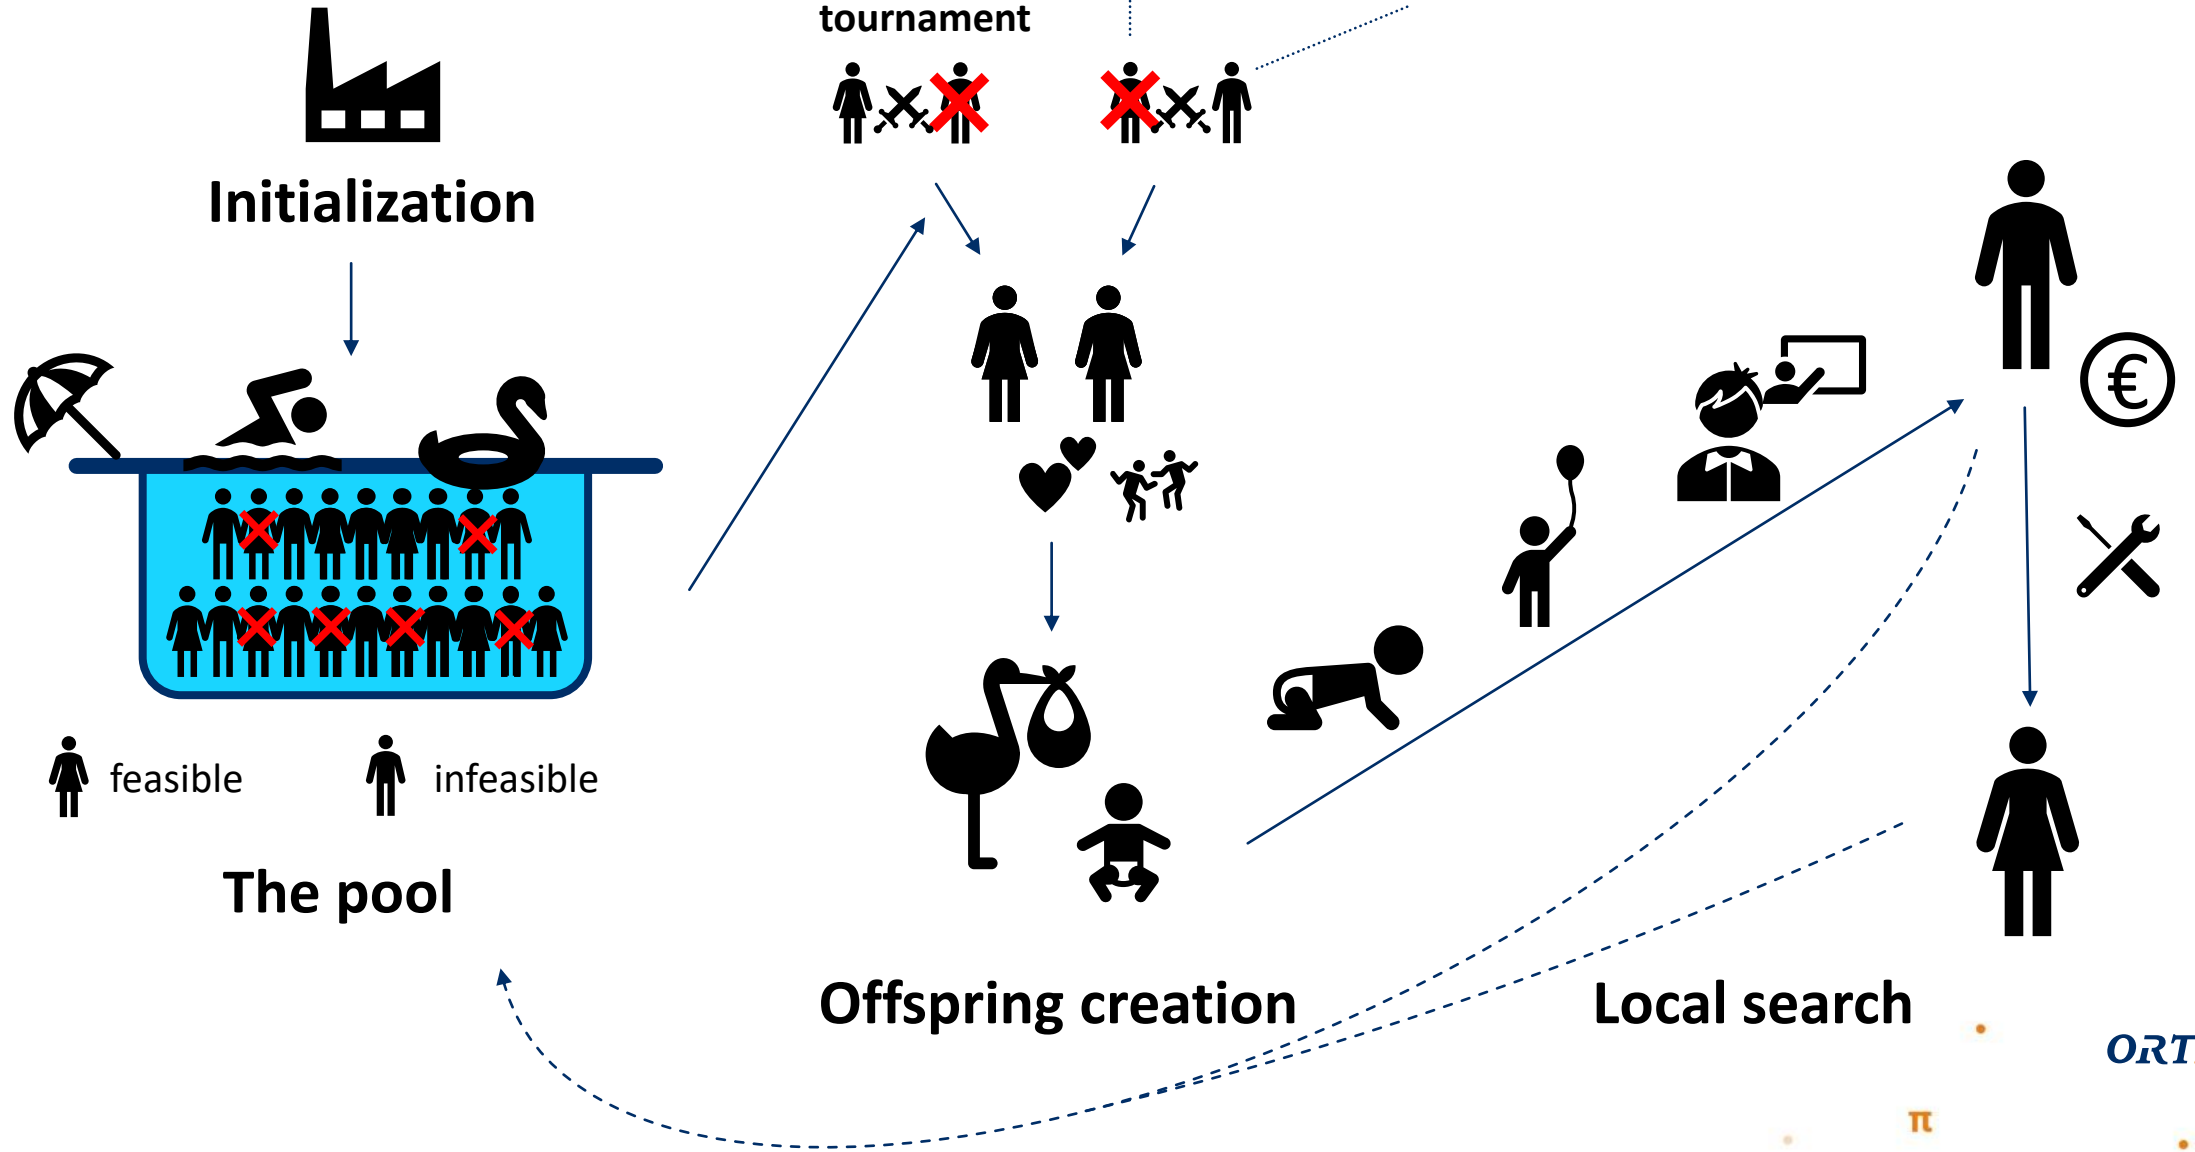 tournament
Initialization
€
feasible
infeasible
The pool
Offspring creation
Local search
ORT
π